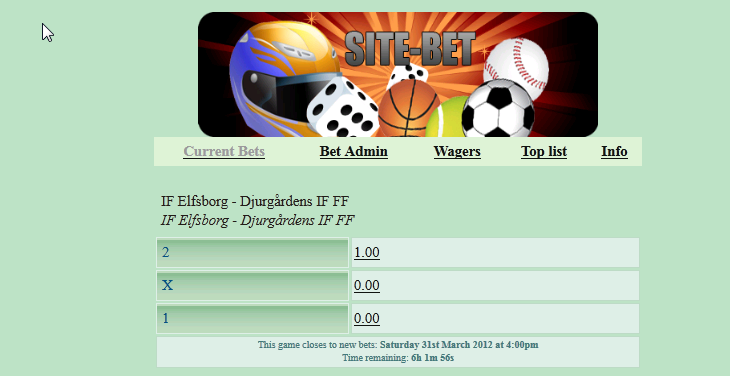 SITE-BET
Current Bets Bet Admin Wagers Top list Info
IF Elfsborg - Djurgårdens IF FF
IF Elfsborg - Djurgårdens IF FF
2 1.00
X 0.00
1 0.00
This game closes to new bets: Saturday 31st March 2012 at 4:00pm
Time remaining: 6h 1m 56s